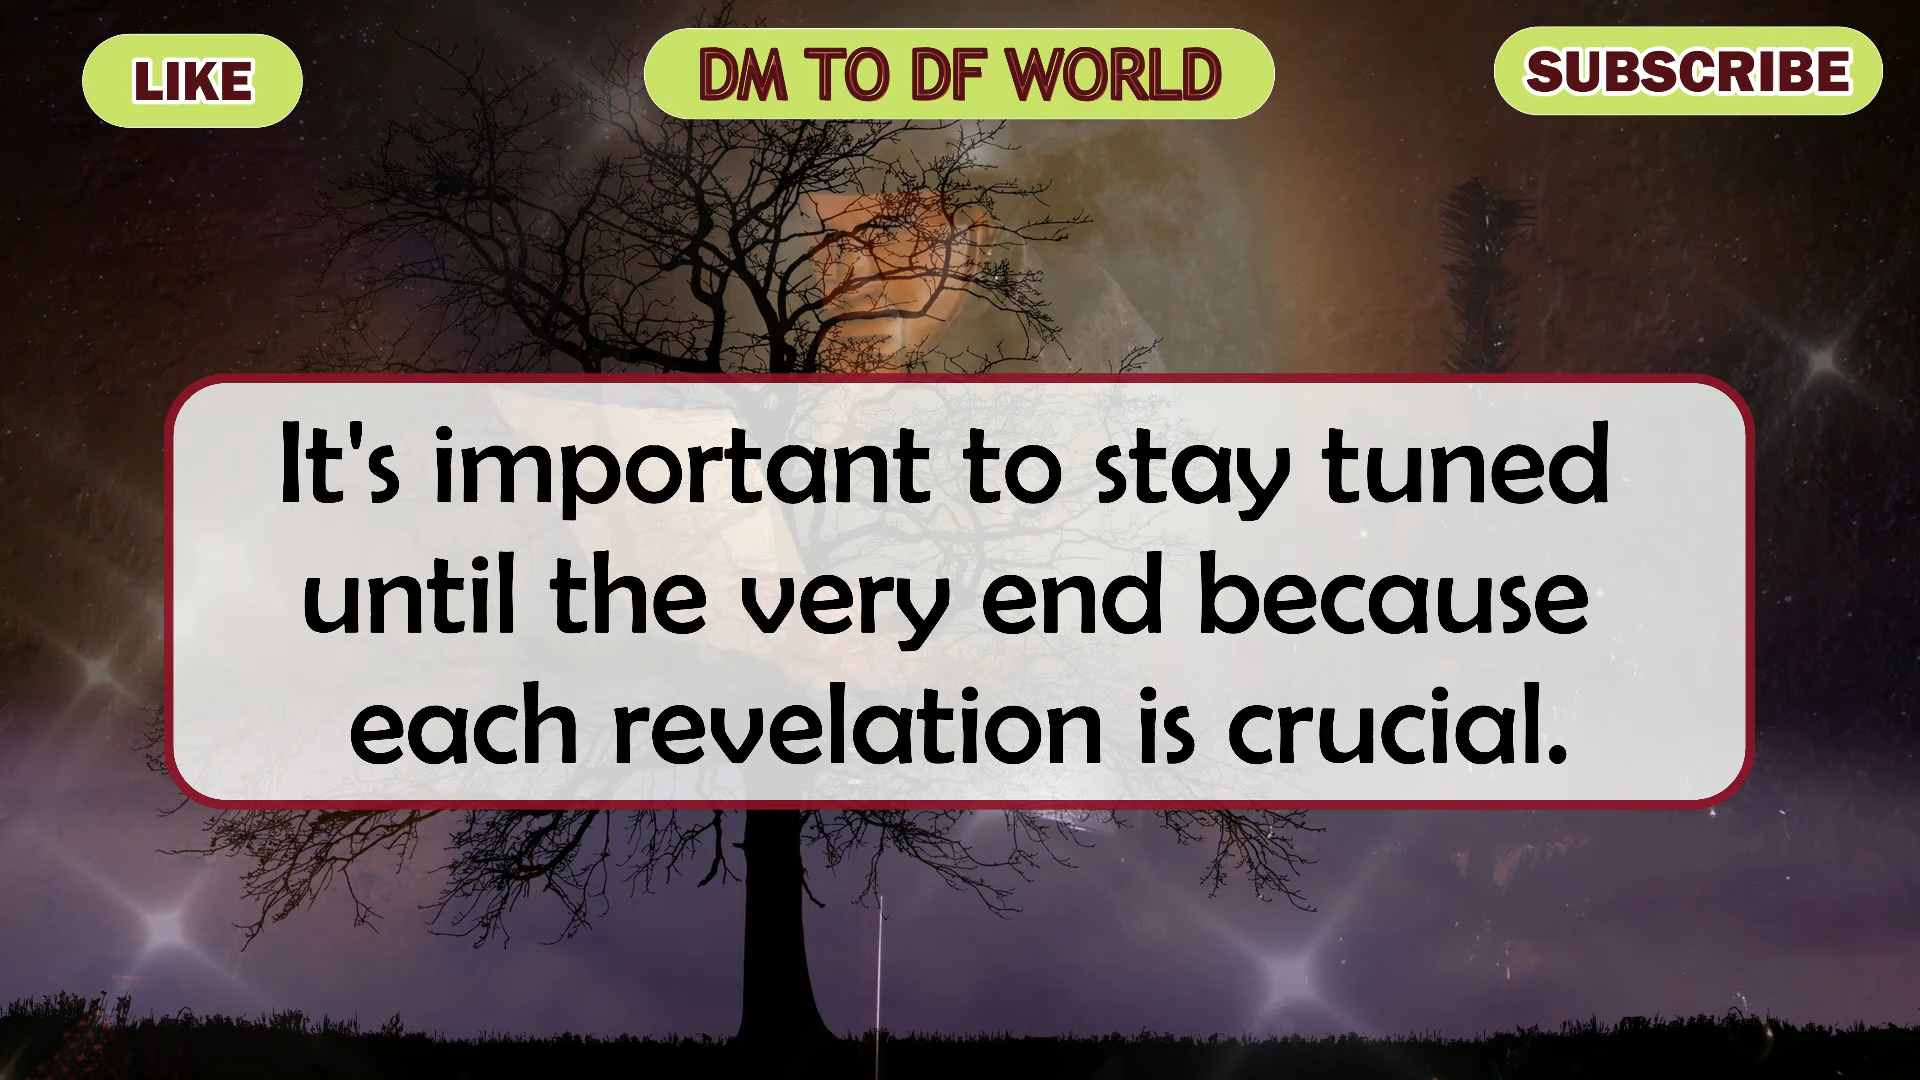 LIKE
DM TO DF WORLD
SUBSCRIBE
It's important to stay tuned
until the very end because
each revelation is crucial.